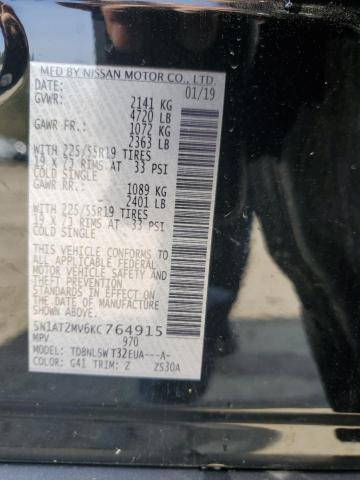 MFD BY NISSAN MOTOR CO., LTD.
DATE: 01/19
GVWR: 2141 KG
4720 LB
GAWR FR.: 1072 KG
2363 LB
WITH 225/55R19 TIRES
19 X 7J RIMS AT 33 PSI
COLD SINGLE
GAWR RR.: 1089 KG
2401 LB
WITH 225/55R19 TIRES
19 X 7J RIMS AT 33 PSI
COLD SINGLE
THIS VEHICLE CONFORMS TO
ALL APPLICABLE FEDERAL
MOTOR VEHICLE SAFETY AND
THEFT PREVENTION
STANDARDS IN EFFECT ON THE
DATE OF MANUFACTURE SHOWN
ABOVE.
5N1AT2MV6KC764915
MPV 970
MODEL: TDBNL5W T32EUA---A-
COLOR: G41 TRIM: Z ZS30A